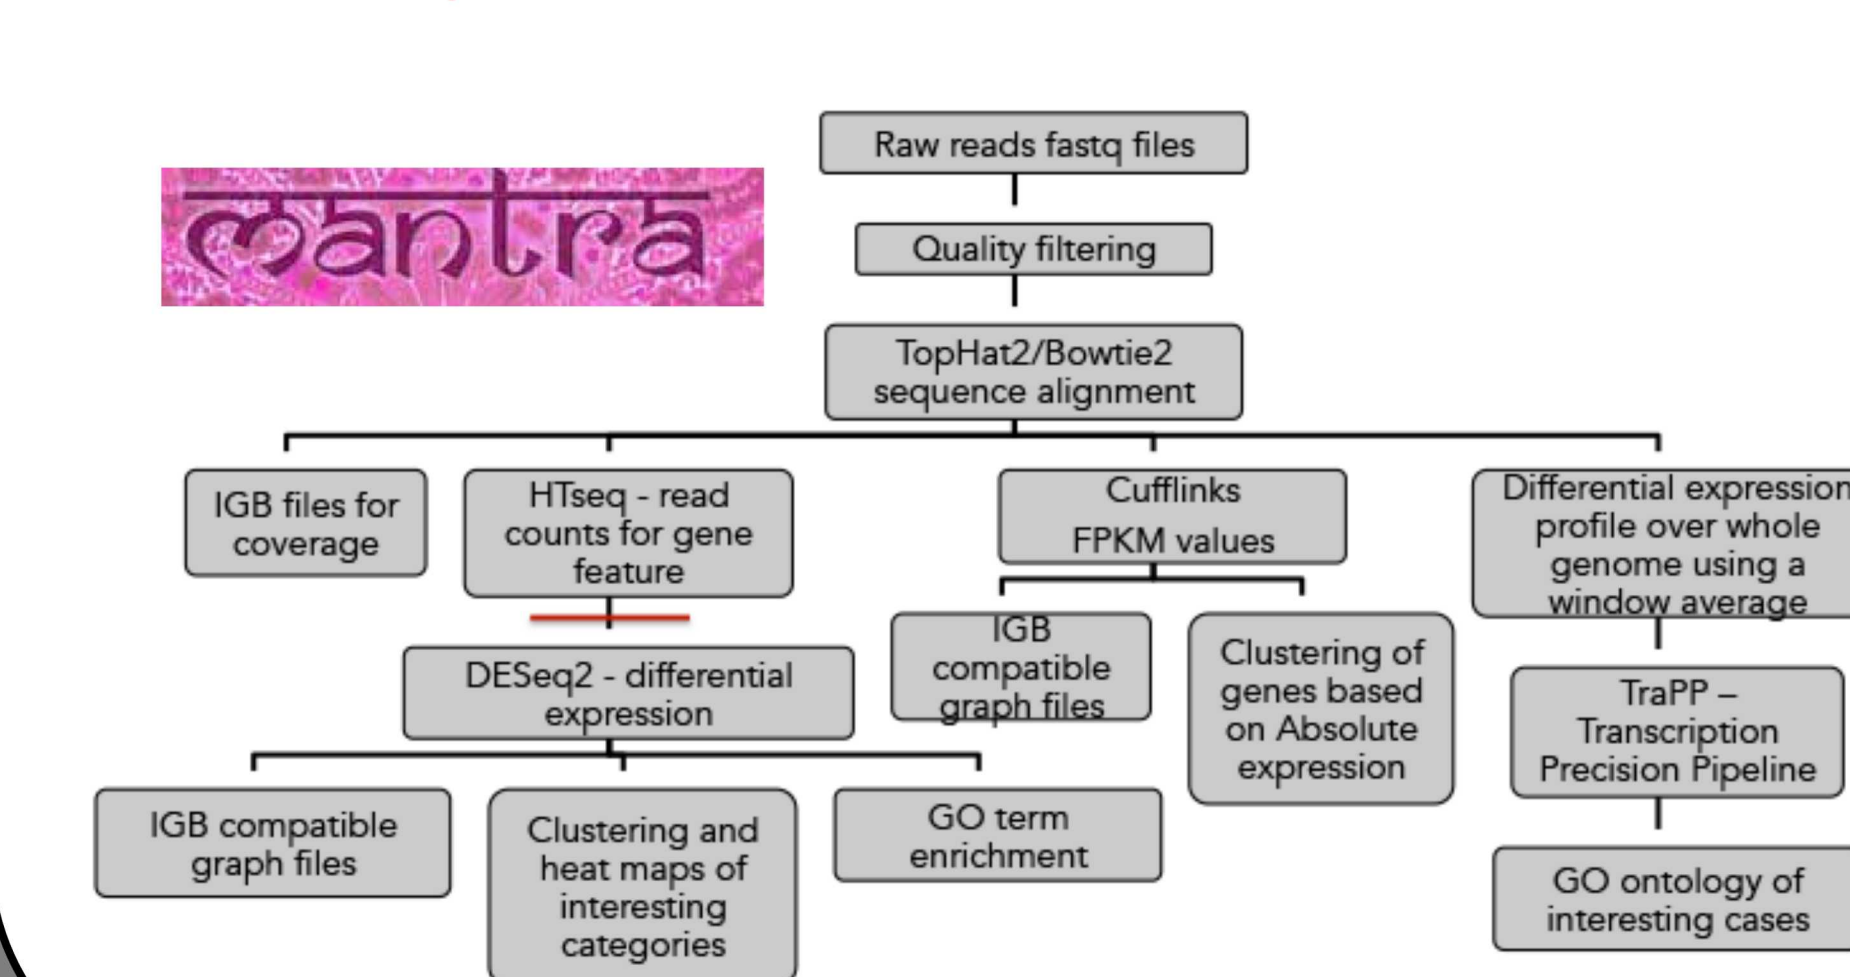 mantra
Raw reads fastq files
Quality filtering
TopHat2/Bowtie2
sequence alignment
IGB files for
coverage
HTseq - read
counts for gene
feature
DESeq2 - differential
expression
IGB compatible
graph files
Clustering and
heat maps of
interesting
categories
GO term
enrichment
Cufflinks
FPKM values
IGB
compatible
graph files
Clustering of
genes based
on Absolute
expression
Differential expression
profile over whole
genome using a
window average
TraPP –
Transcription
Precision Pipeline
GO ontology of
interesting cases